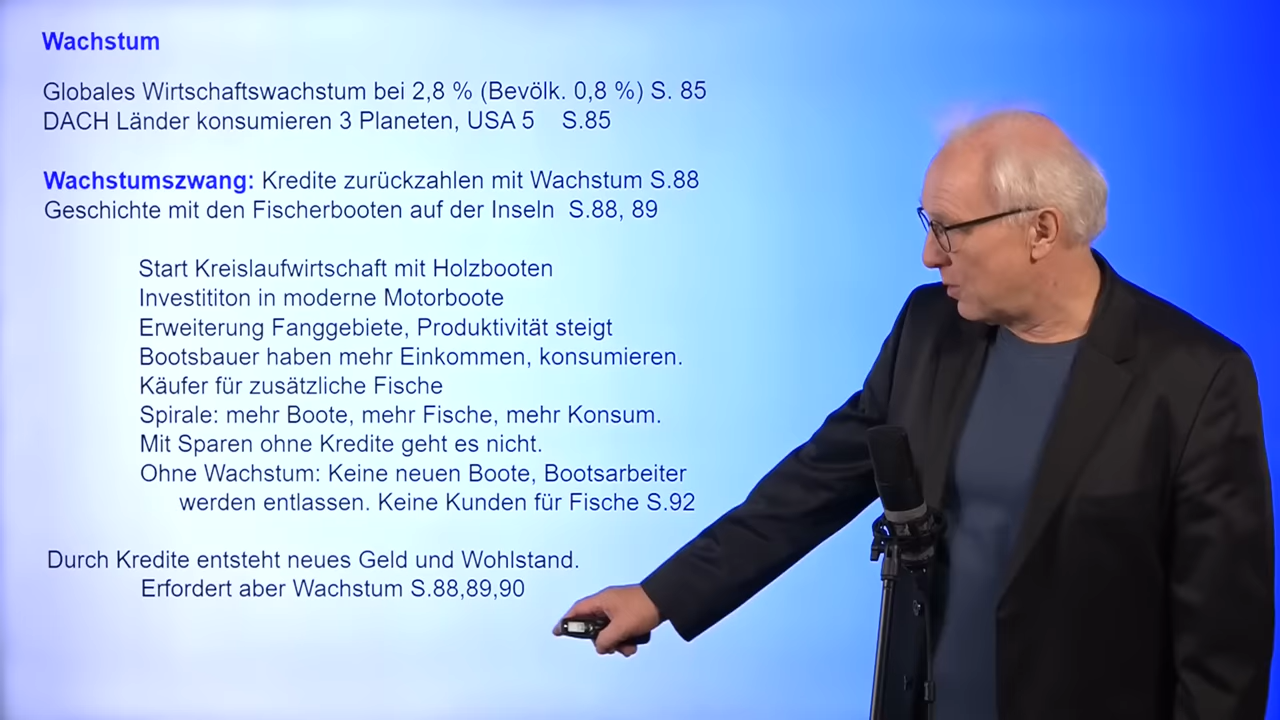 Wachstum
Globales Wirtschaftswachstum bei 2,8 % (Bevölk. 0,8 %) S. 85
DACH Länder konsumieren 3 Planeten, USA 5 S.85
Wachstumszwang: Kredite zurückzahlen mit Wachstum S.88
Geschichte mit den Fischerbooten auf der Inseln S.88, 89
Start Kreislaufwirtschaft mit Holzbooten
Investititon in moderne Motorboote
Erweiterung Fanggebiete, Produktivität steigt
Bootsbauer haben mehr Einkommen, konsumieren.
Käufer für zusätzliche Fische
Spirale: mehr Boote, mehr Fische, mehr Konsum.
Mit Sparen ohne Kredite geht es nicht.
Ohne Wachstum: Keine neuen Boote, Bootsarbeiter
werden entlassen. Keine Kunden für Fische S.92
Durch Kredite entsteht neues Geld und Wohlstand.
Erfordert aber Wachstum S.88,89,90